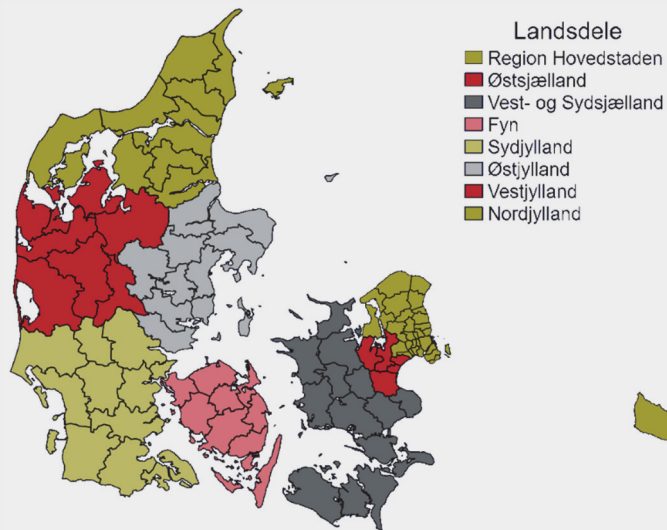 Landsdele
Region Hovedstaden
Østsjælland
Vest- og Sydsjælland
Fyn
Sydjylland
Østjylland
Vestjylland
Nordjylland